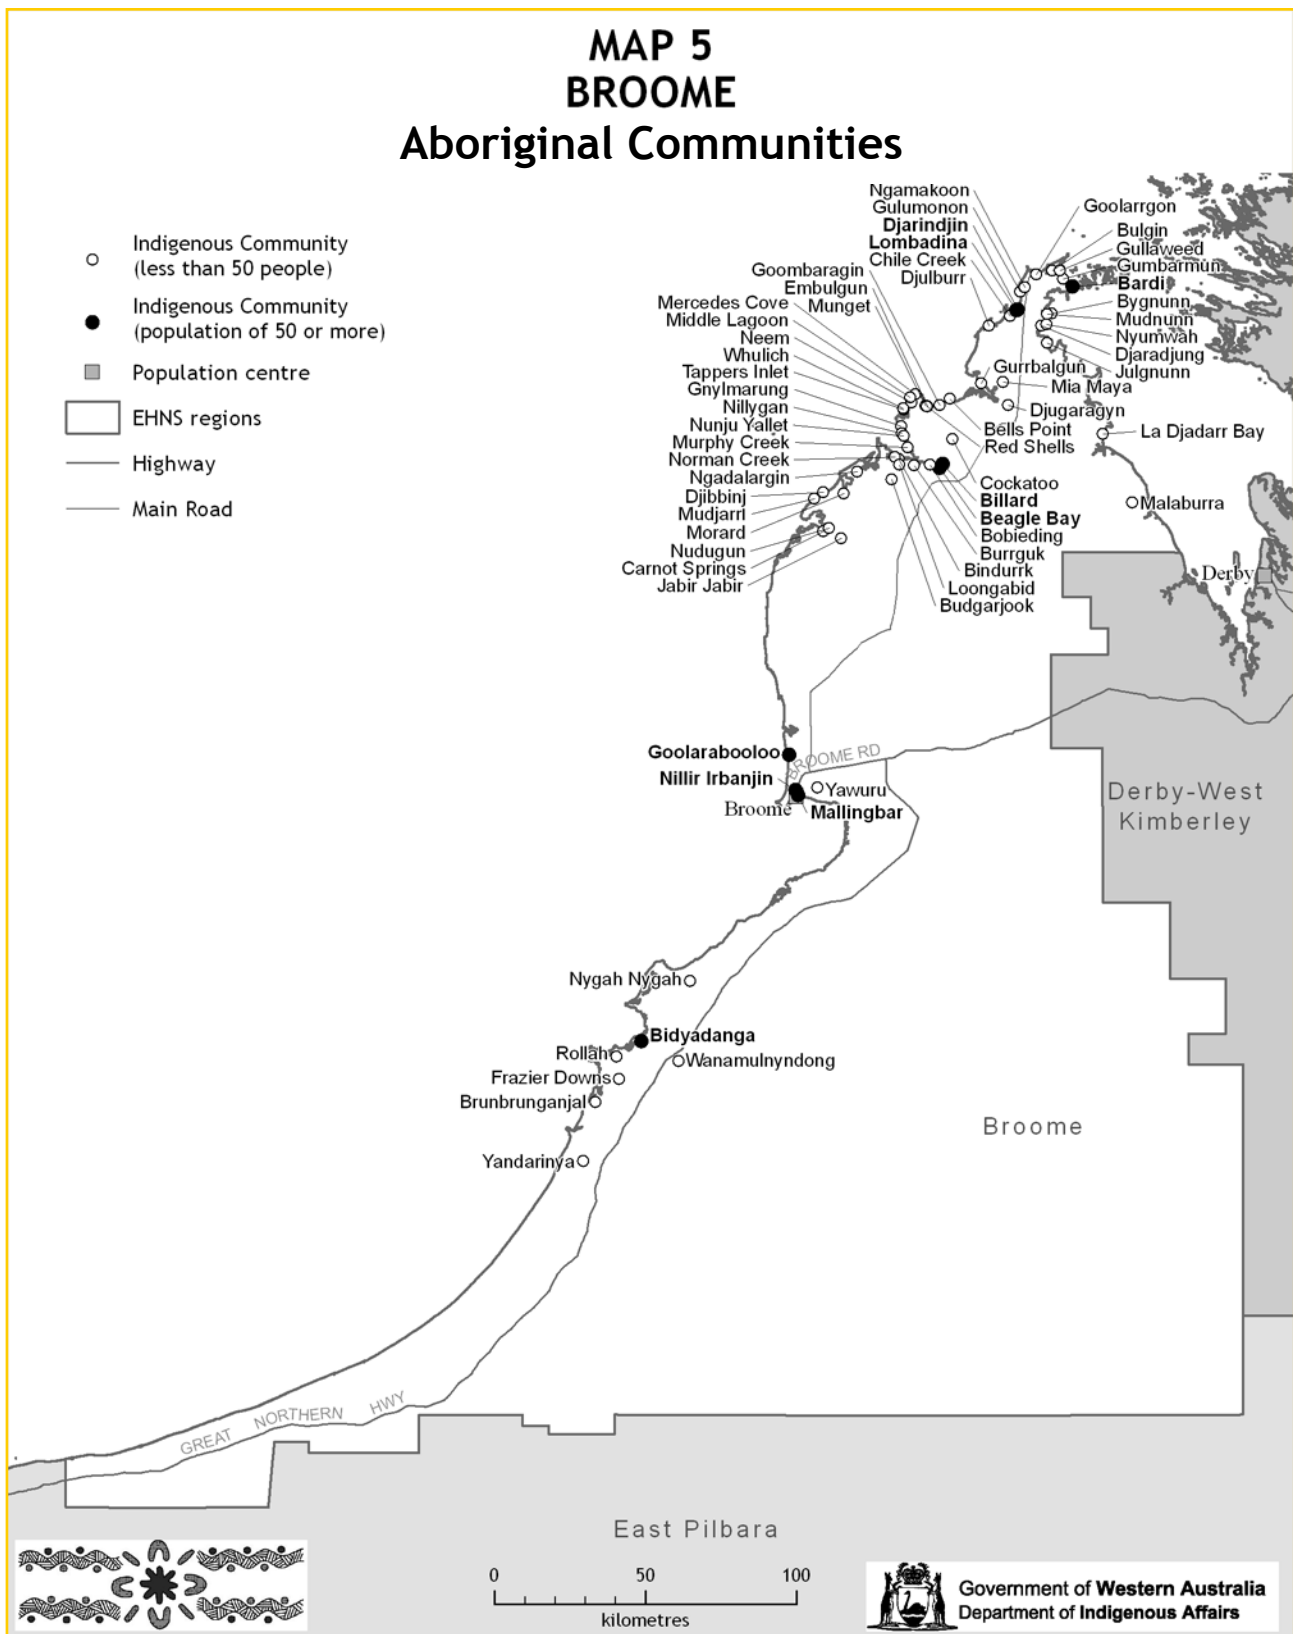 MAP 5
BROOME
Aboriginal Communities
Indigenous Community
(less than 50 people)
Indigenous Community
(population of 50 or more)
Population centre
EHNS regions
Highway
Main Road
Ngamakoon
Gulumonon
Djarindjin
Lombadina
Chile Creek
Djulburr
Goombaragin
Embulgun
Munget
Mercedes Cove
Middle Lagoon
Neem
Whulich
Tappers Inlet
Gnylmarung
Nillygan
Nunju Yallet
Murphy Creek
Norman Creek
Ngadalargin
Djibbinj
Mudjarrl
Morard
Nudugun
Carnot Springs
Jabir Jabir
Goolarrgon
Bulgin
Gullaweed
Gumbarmun
Bardi
Bygnunn
Mudnunn
Nyumwah
Djaradjung
Julgnunn
Gurrbalgun
Mia Maya
Djugaragyn
Bells Point
Red Shells
La Djadarr Bay
Cockatoo
Billard
Beagle Bay
Bobieding
Burrguk
Bindurrk
Loongabid
Budgarjook
Malaburra
Derby
Goolarabooloo
BROOME RD
Nillir Irbanjin
Yawuru
Broome
Mallingbar
Derby-West
Kimberley
Nygah Nygah
Bidyadanga
Rollah
Wanamulnyndong
Frazier Downs
Brunbrunganjal
Broome
Yandarinya
GREAT NORTHERN HWY
East Pilbara
0 50 100
kilometres
Government of Western Australia
Department of Indigenous Affairs